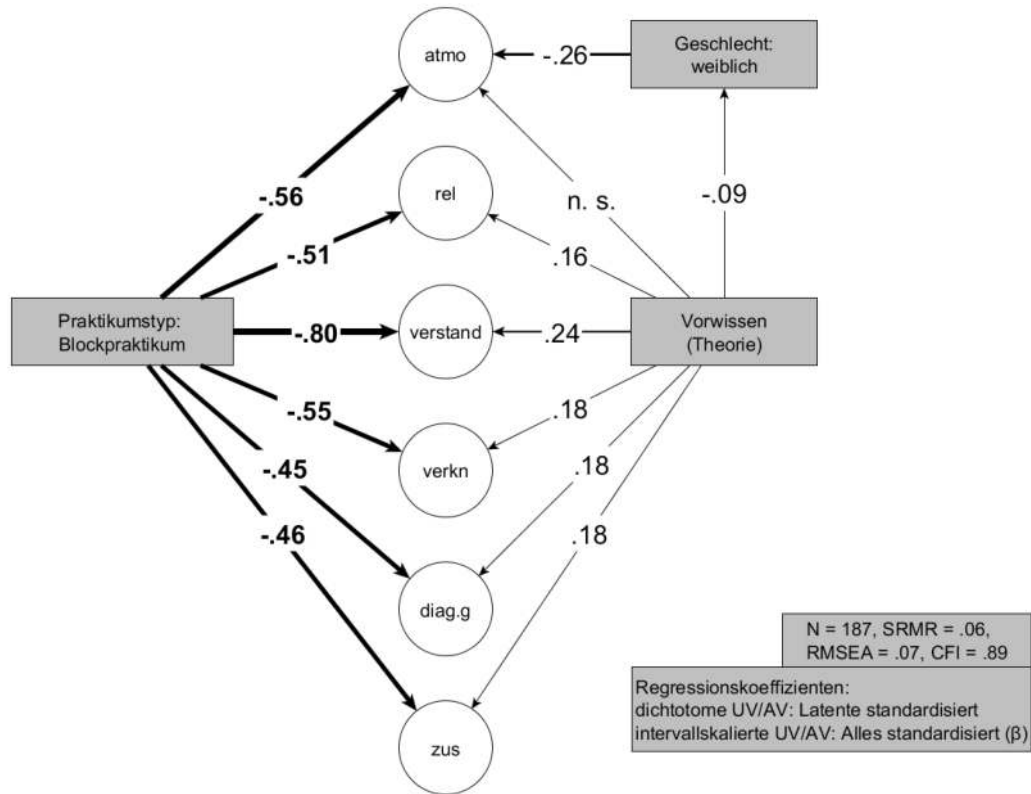 atmo
-.26
Geschlecht:
weiblich
-.56
rel
n. s.
-.09
-.51
.16
Praktikumstyp:
Blockpraktikum
-.80
verstand
.24
Vorwissen
(Theorie)
-.55
.18
verkn
-.45
.18
-.46
.18
diag.g
N = 187, SRMR = .06,
RMSEA = .07, CFI = .89
Regressionskoeffizienten:
dichtotome UV/AV: Latente standardisiert
intervallskalierte UV/AV: Alles standardisiert (β)
zus